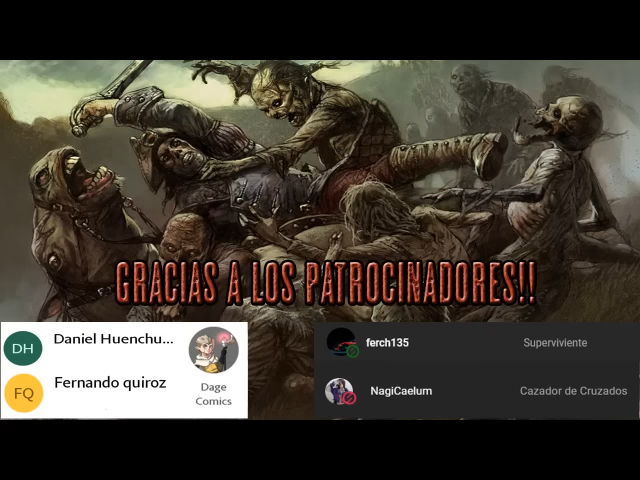 GRACIAS A LOS PATROCINADORES!!
DH Daniel Huenchu...
FQ Fernando quiroz
Dage
Comics
ferch135 Superviviente
NagiCaelum Cazador de Cruzados